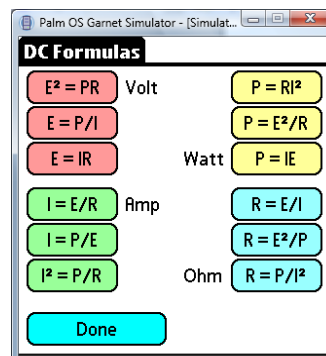 Palm OS Garnet Simulator - [Simulat...
DC Formulas
E² = PR Volt P = RI²
E = P/I P = E²/R
E = IR Watt P = IE
I = E/R Amp R = E/I
I = P/E R = E²/P
I² = P/R Ohm R = P/I²
Done